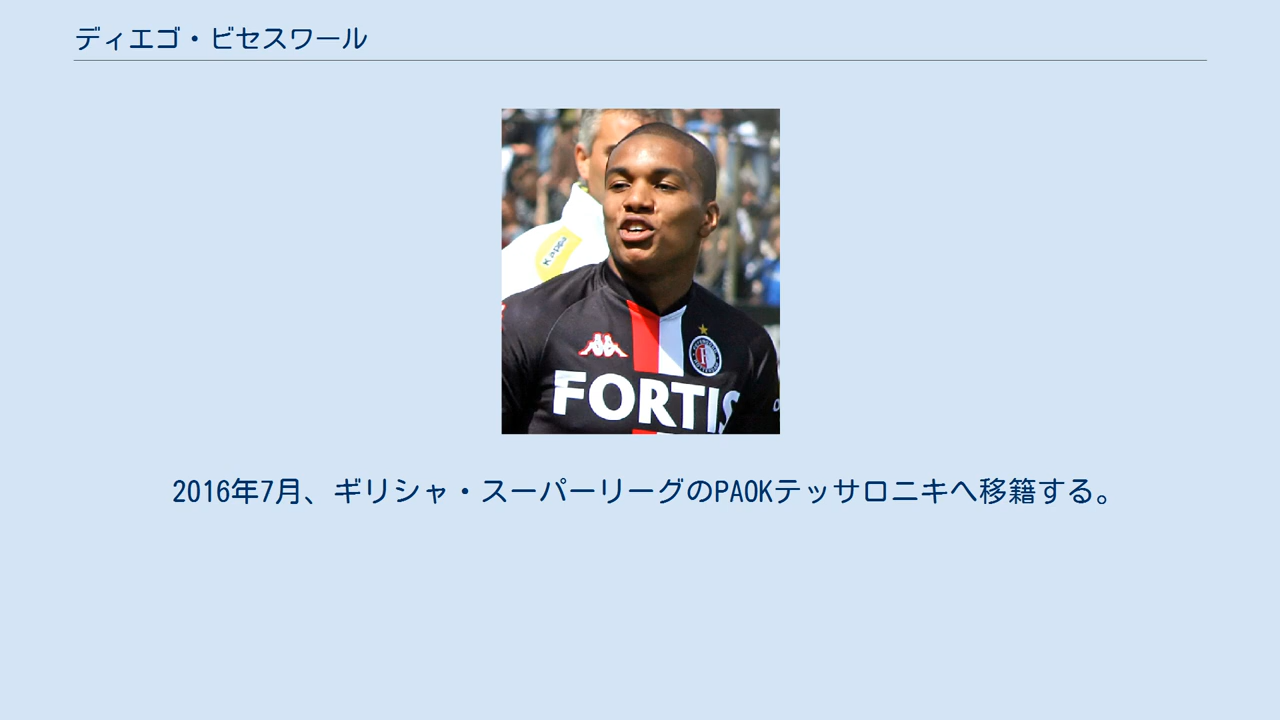 ディエゴ・ビセスワール
Kappa
FORTIS
2016年7月、ギリシャ・スーパーリーグのPAOKテッサロニキへ移籍する。